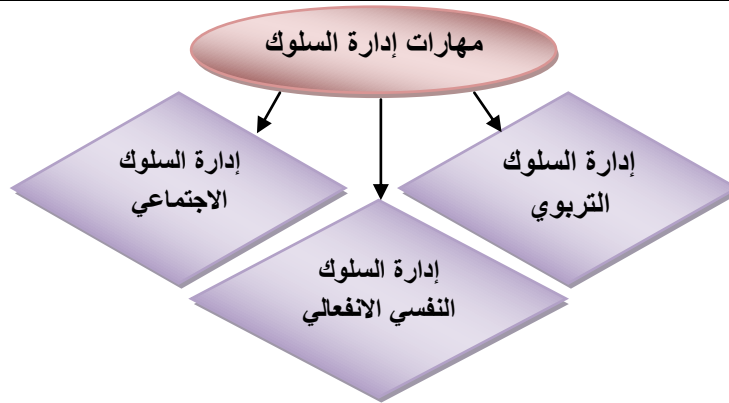 مهارات إدارة السلوك
إدارة السلوك
التربوي
إدارة السلوك
النفسي الانفعالي
إدارة السلوك
الاجتماعي